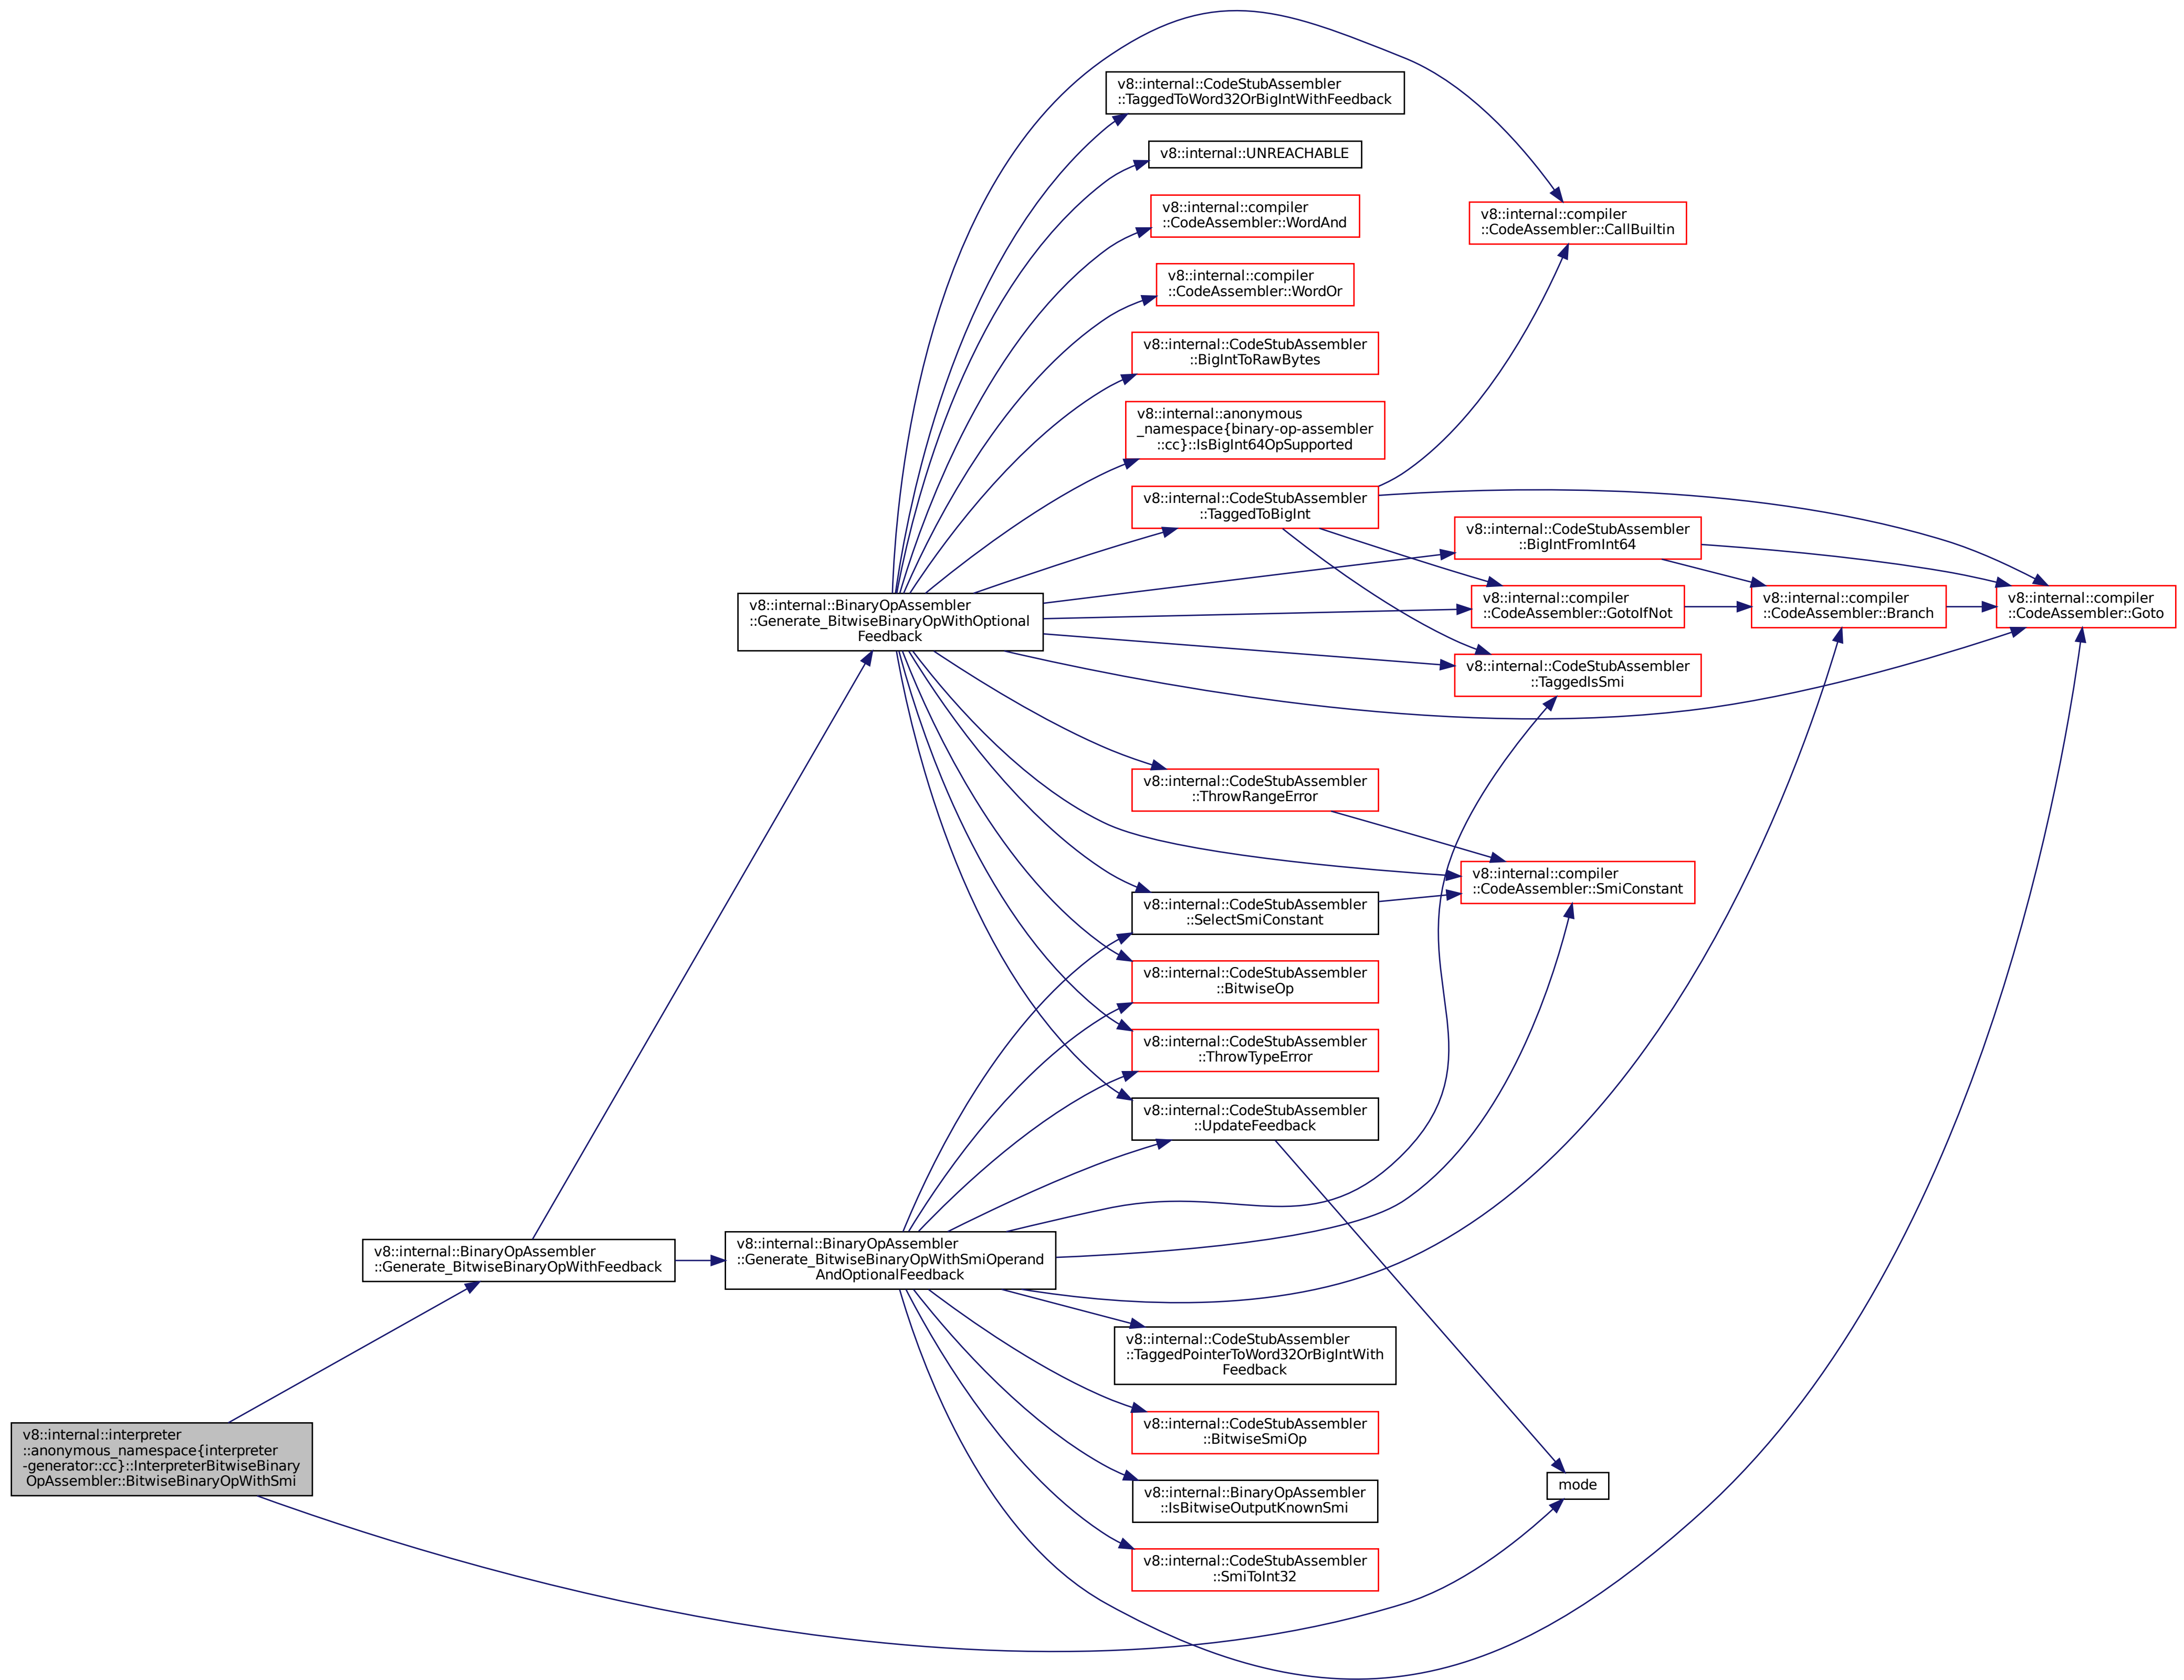 v8::internal::CodeStubAssembler
::TaggedToWord32OrBigIntWithFeedback
v8::internal::UNREACHABLE
v8::internal::compiler
::CodeAssembler::WordAnd
v8::internal::compiler
::CodeAssembler::CallBuiltin
v8::internal::compiler
::CodeAssembler::WordOr
v8::internal::CodeStubAssembler
::BigIntToRawBytes
v8::internal::anonymous
_namespace{binary-op-assembler
::cc}::IsBigInt64OpSupported
v8::internal::CodeStubAssembler
::TaggedToBigInt
v8::internal::CodeStubAssembler
::BigIntFromInt64
v8::internal::BinaryOpAssembler
::Generate_BitwiseBinaryOpWithOptional
Feedback
v8::internal::compiler
::CodeAssembler::GotoIfNot
v8::internal::compiler
::CodeAssembler::Branch
v8::internal::compiler
::CodeAssembler::Goto
v8::internal::CodeStubAssembler
::TaggedIsSmi
v8::internal::CodeStubAssembler
::ThrowRangeError
v8::internal::compiler
::CodeAssembler::SmiConstant
v8::internal::CodeStubAssembler
::SelectSmiConstant
v8::internal::CodeStubAssembler
::BitwiseOp
v8::internal::CodeStubAssembler
::ThrowTypeError
v8::internal::CodeStubAssembler
::UpdateFeedback
v8::internal::BinaryOpAssembler
::Generate_BitwiseBinaryOpWithFeedback
v8::internal::BinaryOpAssembler
::Generate_BitwiseBinaryOpWithSmiOperand
AndOptionalFeedback
v8::internal::CodeStubAssembler
::TaggedPointerToWord32OrBigIntWith
Feedback
v8::internal::CodeStubAssembler
::BitwiseSmiOp
v8::internal::interpreter
::anonymous_namespace{interpreter
-generator::cc}::InterpreterBitwiseBinary
OpAssembler::BitwiseBinaryOpWithSmi
mode
v8::internal::BinaryOpAssembler
::IsBitwiseOutputKnownSmi
v8::internal::CodeStubAssembler
::SmiToInt32